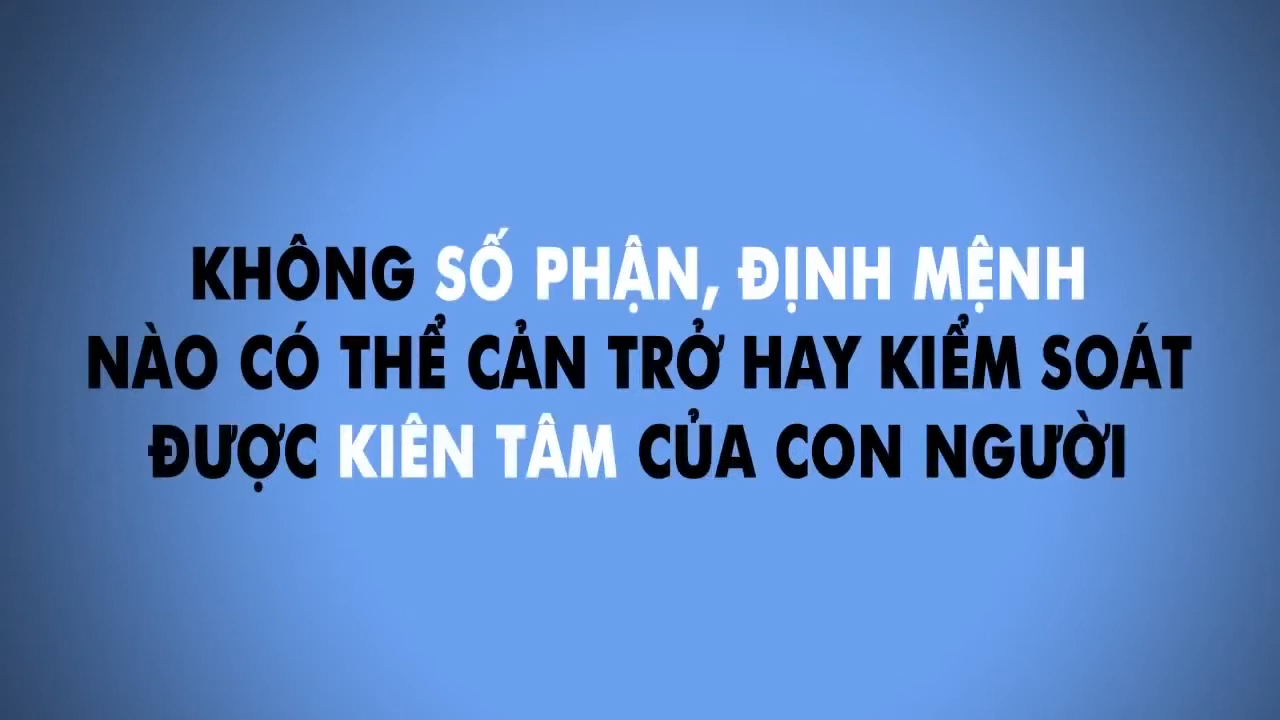 KHÔNG SỐ PHẬN, ĐỊNH MỆNH
NÀO CÓ THỂ CẢN TRỞ HAY KIỂM SOÁT
ĐƯỢC KIÊN TÂM CỦA CON NGƯỜI